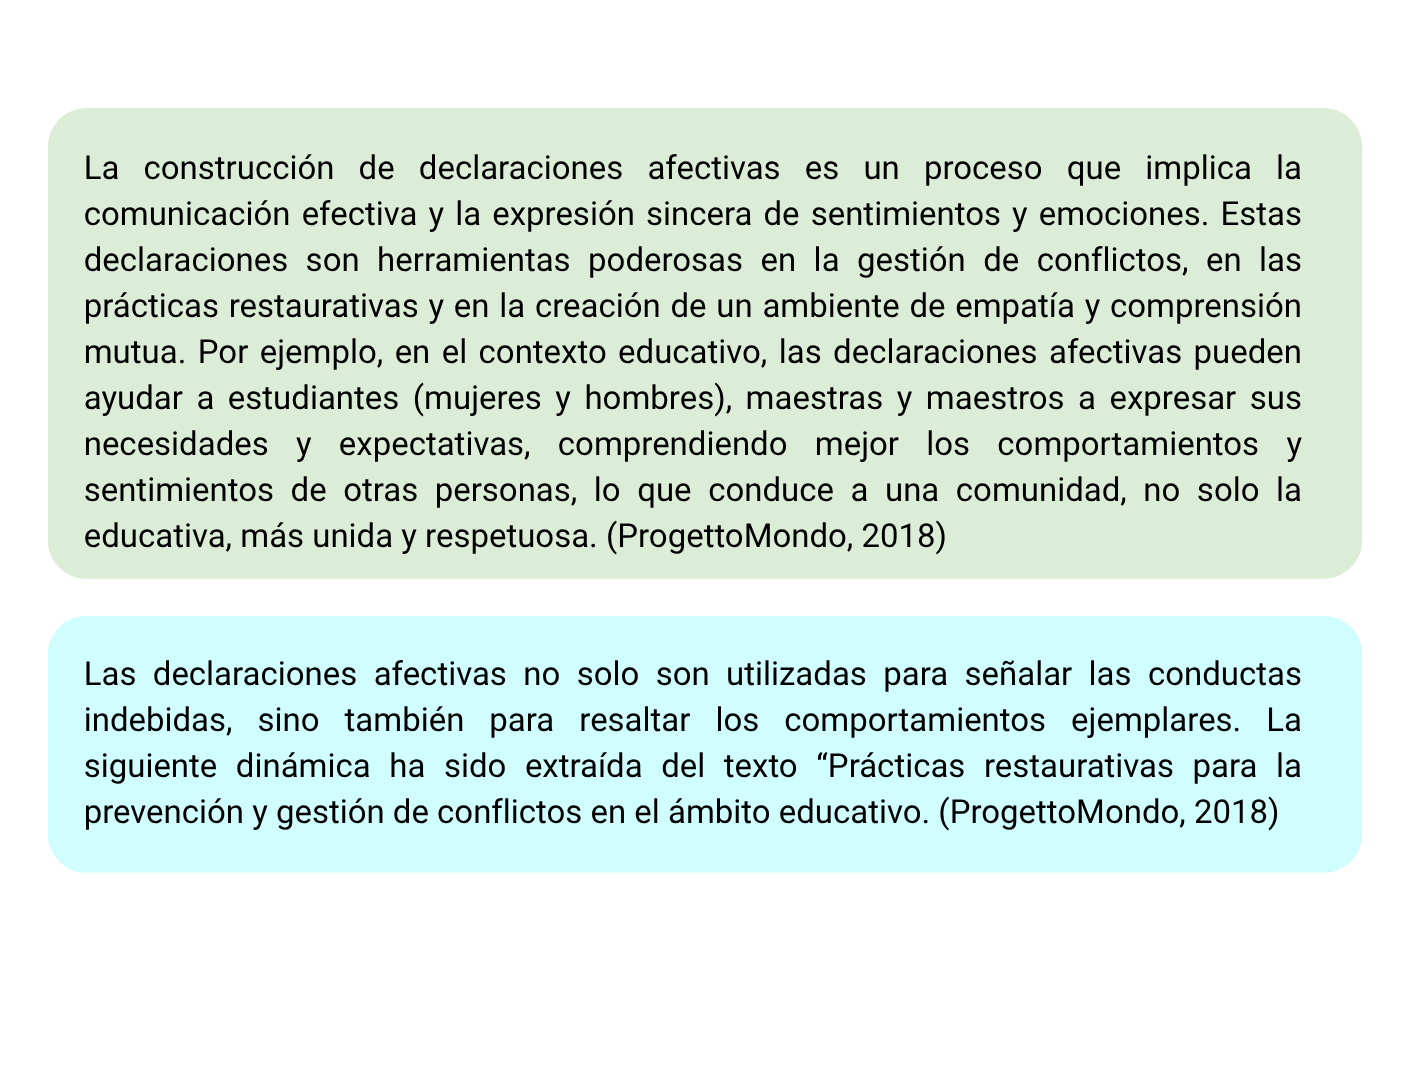 La construcción de declaraciones afectivas es un proceso que implica la
comunicación efectiva y la expresión sincera de sentimientos y emociones. Estas
declaraciones son herramientas poderosas en la gestión de conflictos, en las
prácticas restaurativas y en la creación de un ambiente de empatía y comprensión
mutua. Por ejemplo, en el contexto educativo, las declaraciones afectivas pueden
ayudar a estudiantes (mujeres y hombres), maestras y maestros a expresar sus
necesidades y expectativas, comprendiendo mejor los comportamientos y
sentimientos de otras personas, lo que conduce a una comunidad, no solo la
educativa, más unida y respetuosa. (ProgettoMondo, 2018)
Las declaraciones afectivas no solo son utilizadas para señalar las conductas
indebidas, sino también para resaltar los comportamientos ejemplares. La
siguiente dinámica ha sido extraída del texto “Prácticas restaurativas para la
prevención y gestión de conflictos en el ámbito educativo. (ProgettoMondo, 2018)